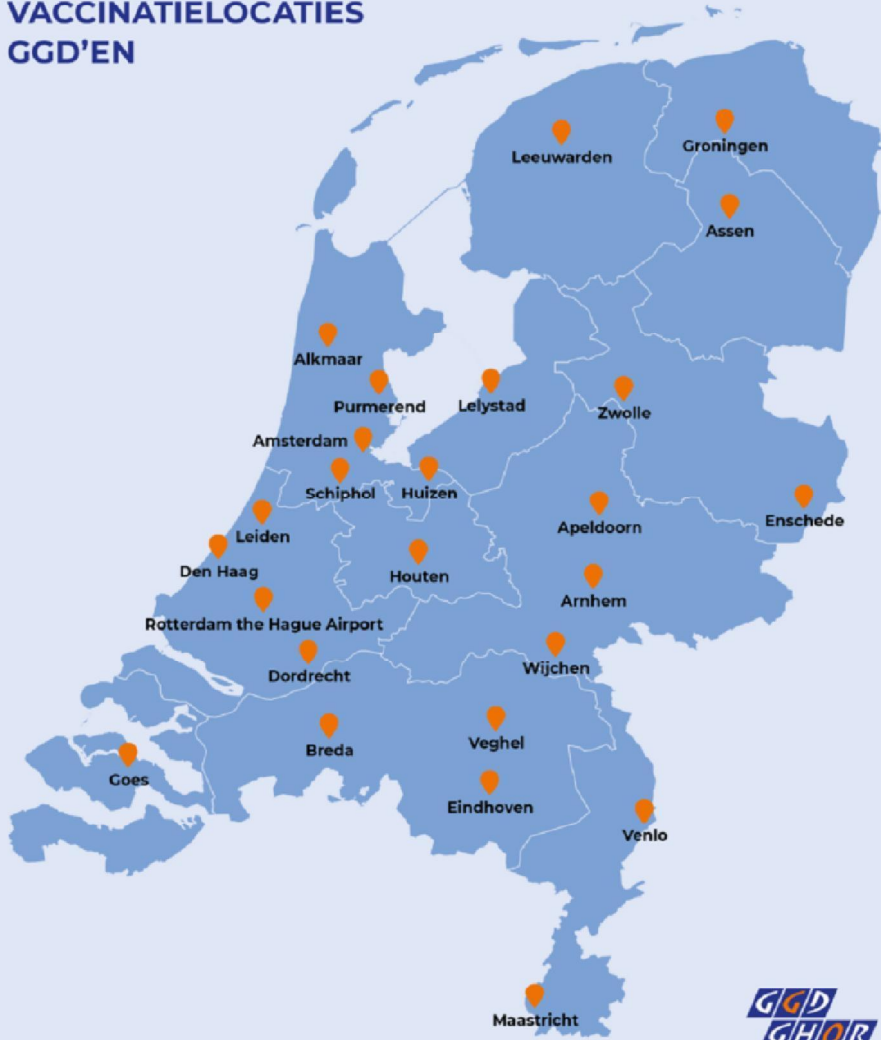 VACCINATIELOCATIES
GGD'EN
Leeuwarden
Groningen
Assen
Alkmaar
Purmerend
Lelystad
Zwolle
Amsterdam
Schiphol
Huizen
Apeldoorn
Enschede
Leiden
Den Haag
Houten
Arnhem
Rotterdam the Hague Airport
Wijchen
Dordrecht
Veghel
Breda
Goes
Eindhoven
Venlo
Maastricht
GGD
GHOR